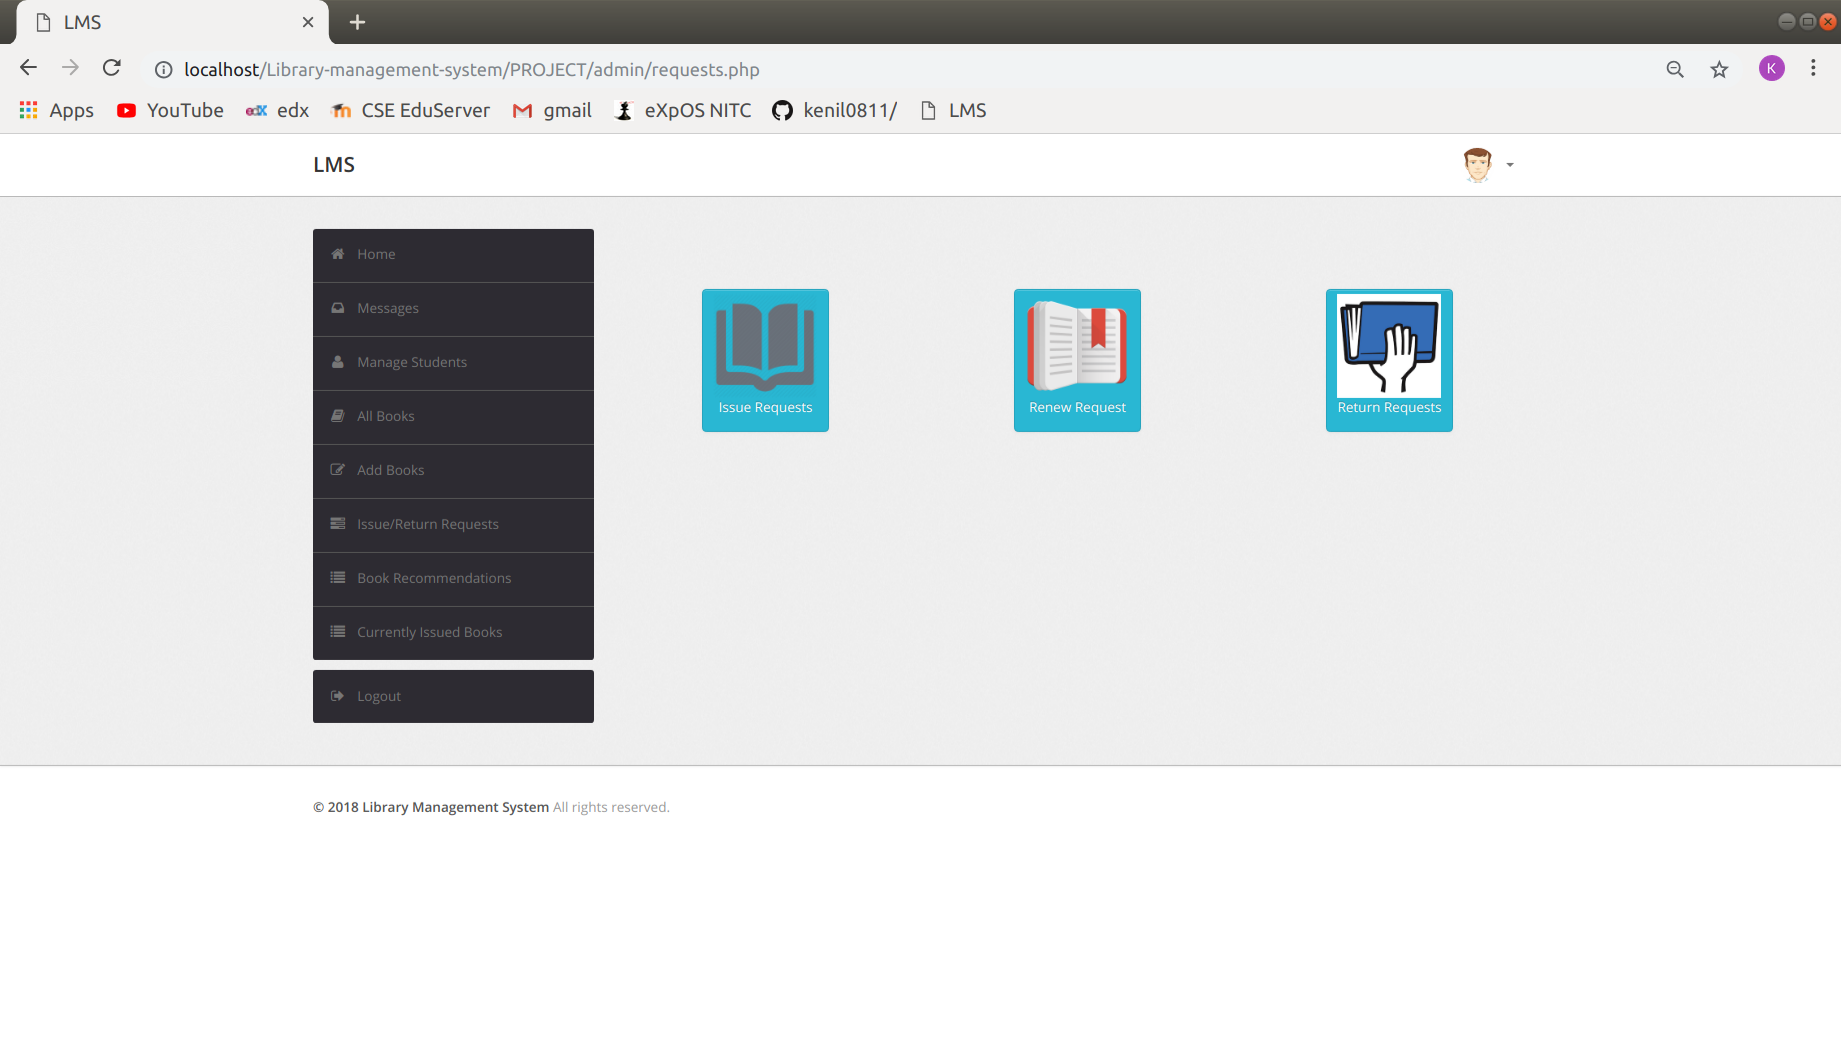 LMS
localhost/Library-management-system/PROJECT/admin/requests.php
K
Apps YouTube edx CSE EduServer gmail eXpOS NITC kenil0811/ LMS
LMS
Home
Messages
Manage Students
All Books
Add Books
Issue/Return Requests
Book Recommendations
Currently Issued Books
Logout
Issue Requests
Renew Request
Return Requests
© 2018 Library Management System All rights reserved.